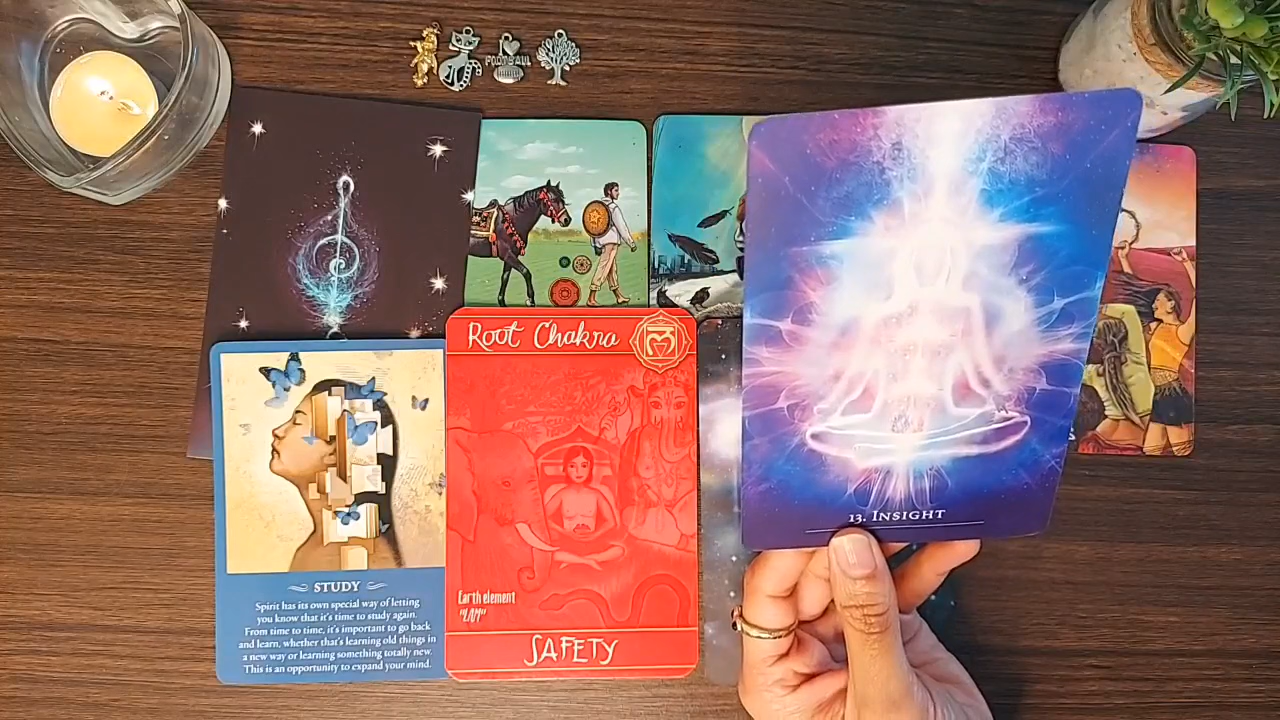 I
FOOTBALL
Root Chakra
Earth element
"LAM"
SAFETY
STUDY
Spirit has its own special way of letting
you know that it's time to study again.
From time to time, it's important to go back
and learn, whether that's learning old things in
a new way or learning something totally new.
This is an opportunity to expand your mind.
13. INSIGHT